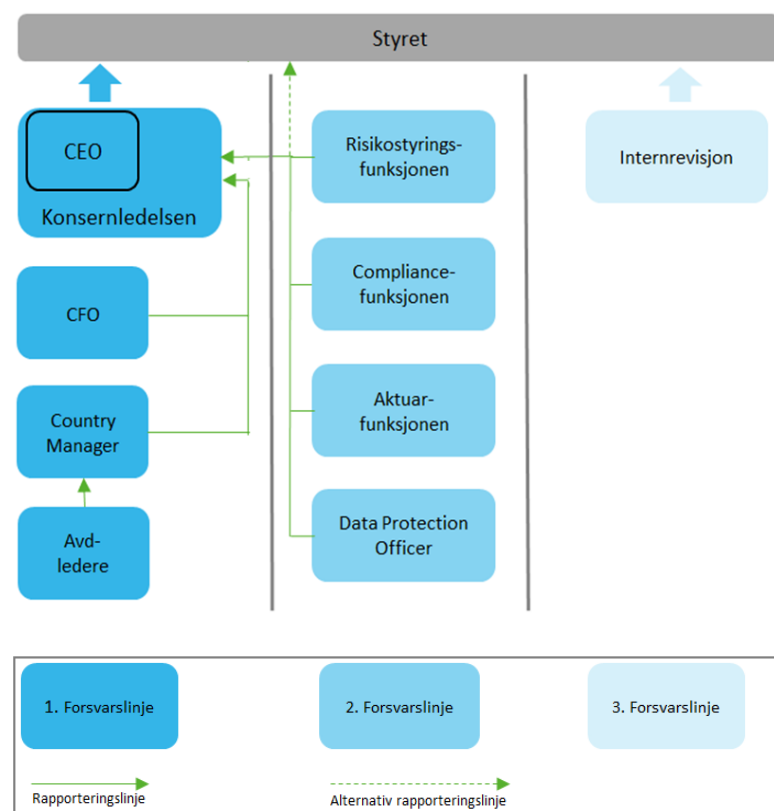 Styret
CEO
Konsernledelsen
CFO
Country
Manager
Avd-
ledere
Risikostyrings-
funksjonen
Compliance-
funksjonen
Aktuar-
funksjonen
Data Protection
Officer
Internrevisjon
1. Forsvarslinje
2. Forsvarslinje
3. Forsvarslinje
Rapporteringslinje
Alternativ rapporteringslinje